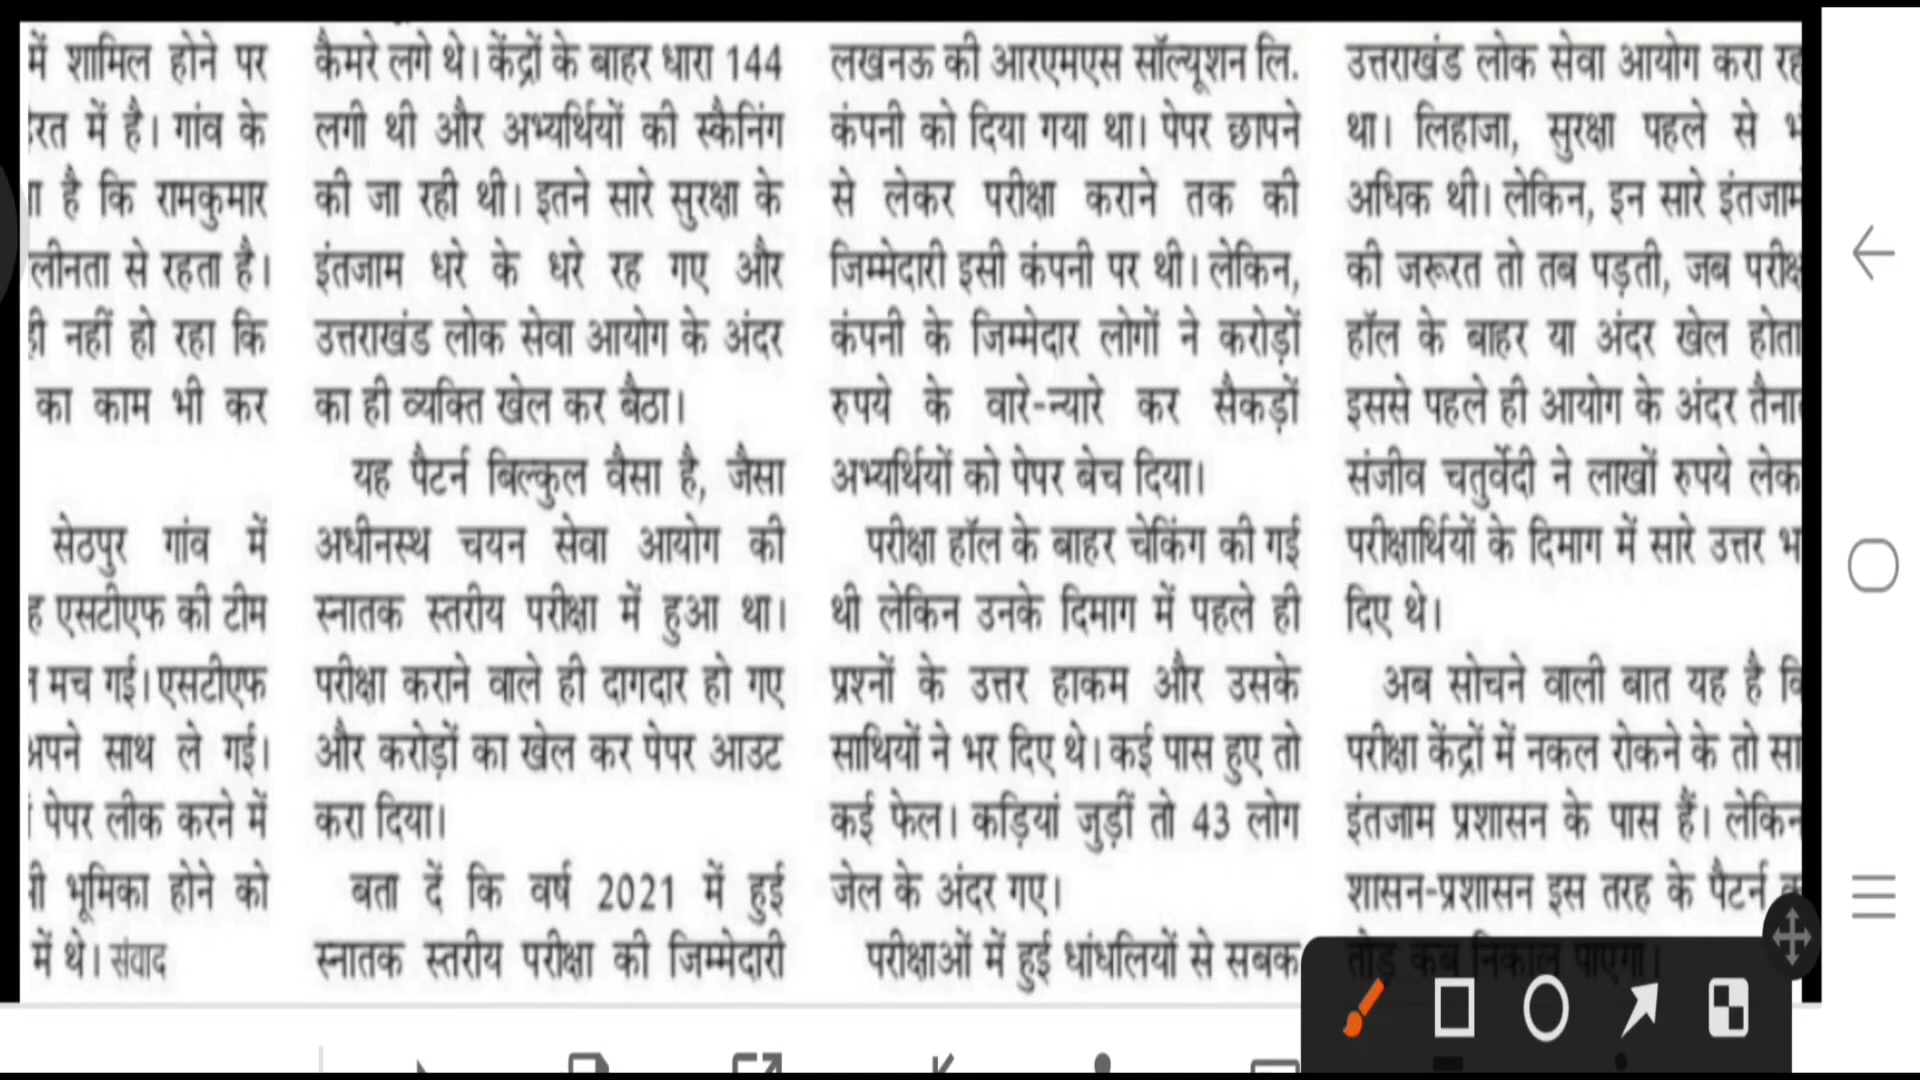 में शामिल होने पर
में है। गांव के
है कि रामकुमार
से रहता है।
नहीं हो रहा कि
का काम भी कर
सेठपुर गांव में
एसटीएफ की टीम
मच गई। एसटीएफ
साथ ले गई।
पेपर लीक करने में
भूमिका होने को
में थे। संवाद
कैमरे लगे थे। केंद्रों के बाहर धारा 144
लगी थी और अभ्यर्थियों की स्कैनिंग
की जा रही थी। इतने सारे सुरक्षा के
इंतजाम धरे के धरे रह गए और
उत्तराखंड लोक सेवा आयोग के अंदर
का ही व्यक्ति खेल कर बैठा।
यह पैटर्न बिल्कुल वैसा है, जैसा
अधीनस्थ चयन सेवा आयोग की
स्नातक स्तरीय परीक्षा में हुआ था।
परीक्षा कराने वाले ही दागदार हो गए
और करोड़ों का खेल कर पेपर आउट
करा दिया।
बता दें कि वर्ष 2021 में हुई
स्नातक स्तरीय परीक्षा की जिम्मेदारी
लखनऊ की आरएमएस सॉल्यूशन लि.
कंपनी को दिया गया था। पेपर छापने
से लेकर परीक्षा कराने तक की
जिम्मेदारी इसी कंपनी पर थी। लेकिन,
कंपनी के जिम्मेदार लोगों ने करोड़ों
रुपये के वारे-न्यारे कर सैकड़ों
अभ्यर्थियों को पेपर बेच दिया।
परीक्षा हॉल के बाहर चेकिंग की गई
थी लेकिन उनके दिमाग में पहले ही
प्रश्नों के उत्तर हाकम और उसके
साथियों ने भर दिए थे। कई पास हुए तो
कई फेल। कड़ियां जुड़ीं तो 43 लोग
जेल के अंदर गए।
परीक्षाओं में हुई धांधलियों से सबक
उत्तराखंड लोक सेवा आयोग करा
था। लिहाजा, सुरक्षा पहले से
अधिक थी। लेकिन, इन सारे
की जरूरत तो तब पड़ती, जब
हॉल के बाहर या अंदर खेल होता
इससे पहले ही आयोग के अंदर
संजीव चतुर्वेदी ने लाखों रुपये
परीक्षार्थियों के दिमाग में सारे उत्तर
दिए थे।
अब सोचने वाली बात यह है
परीक्षा केंद्रों में नकल रोकने के तो
इंतजाम प्रशासन के पास हैं। लेकिन
शासन-प्रशासन इस तरह के पैटर्न
तोड़ कब निकाल पाएगा।